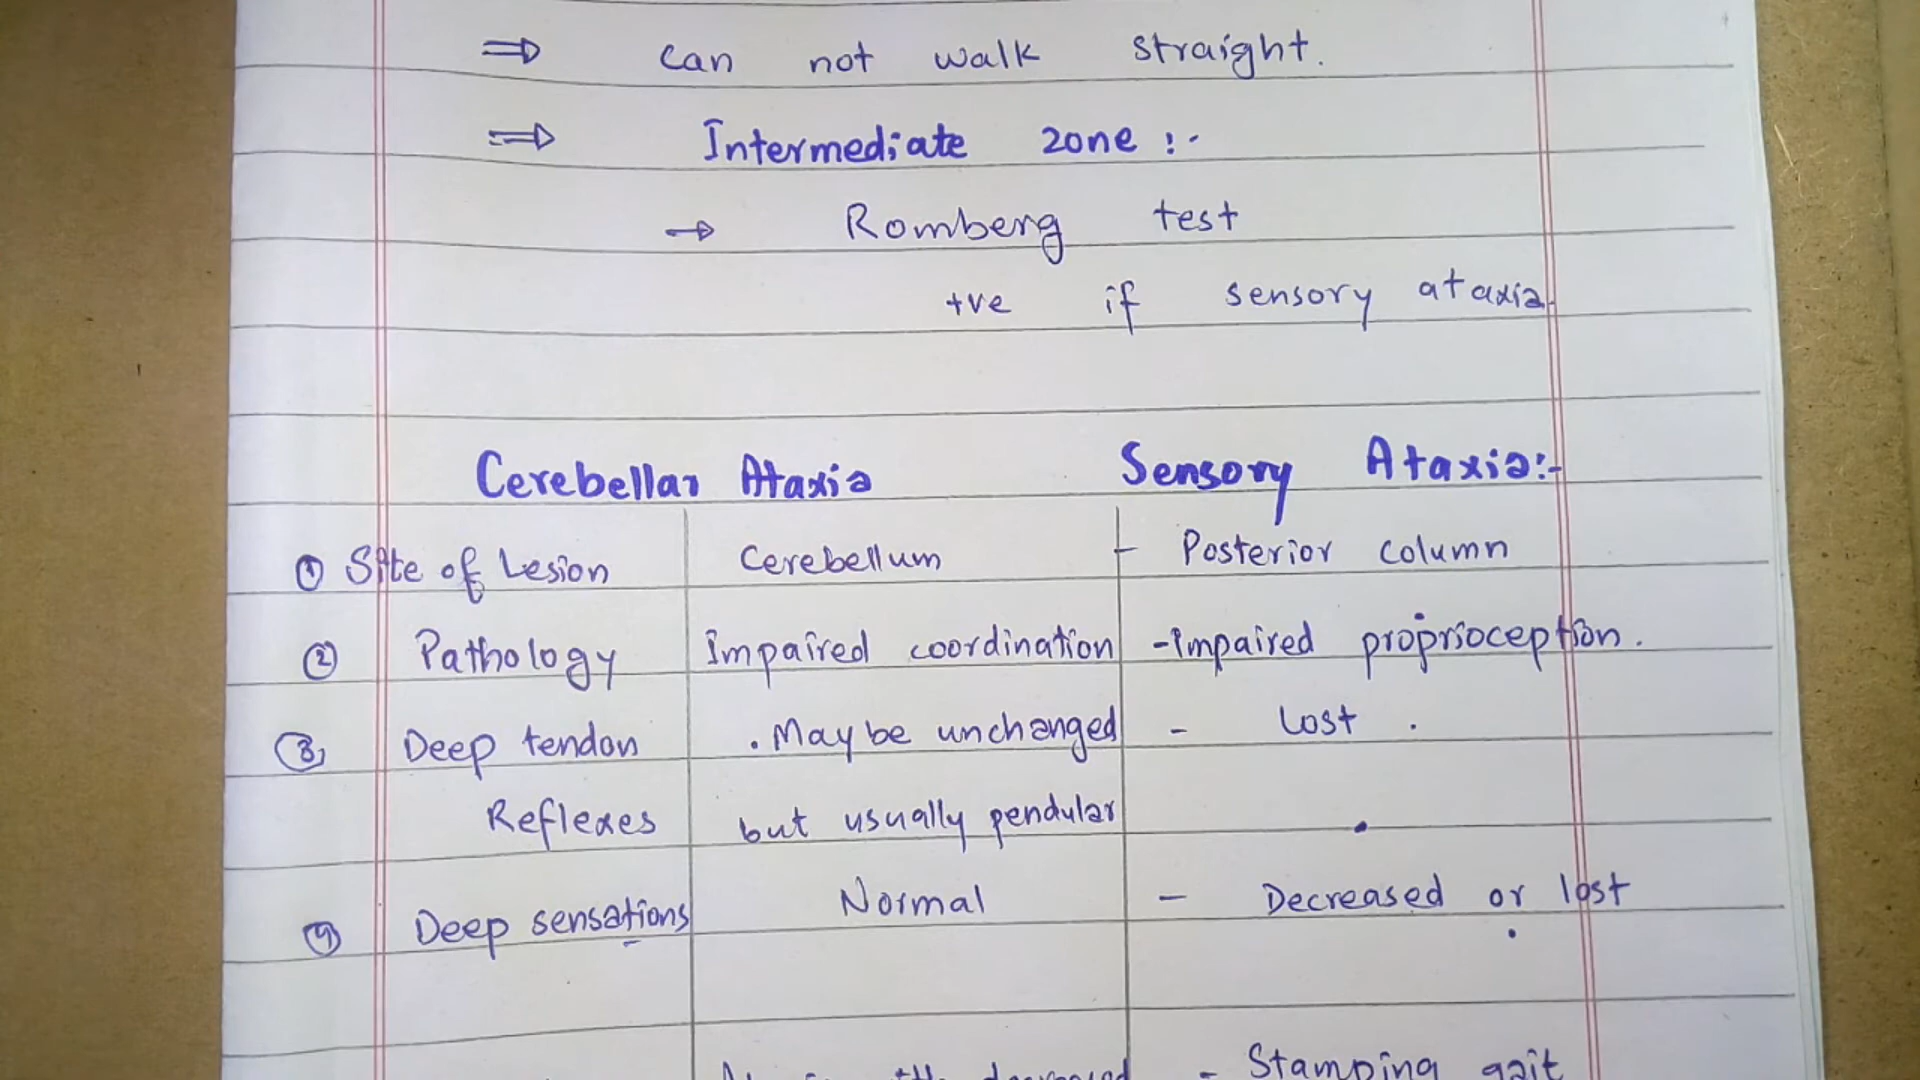 ⇒ can not walk straight.
⇒ Intermediate zone :-
→ Romberg test
+ve if sensory ataxia
Cerebellar Ataxia Sensory Ataxia:-
① Site of Lesion Cerebellum - Posterior column
② Pathology Impaired coordination - Impaired proprioception.
③ Deep tendon . May be unchanged - Lost .
Reflexes but usually pendular
④ Deep sensations Normal - Decreased or lost
- Stamping gait